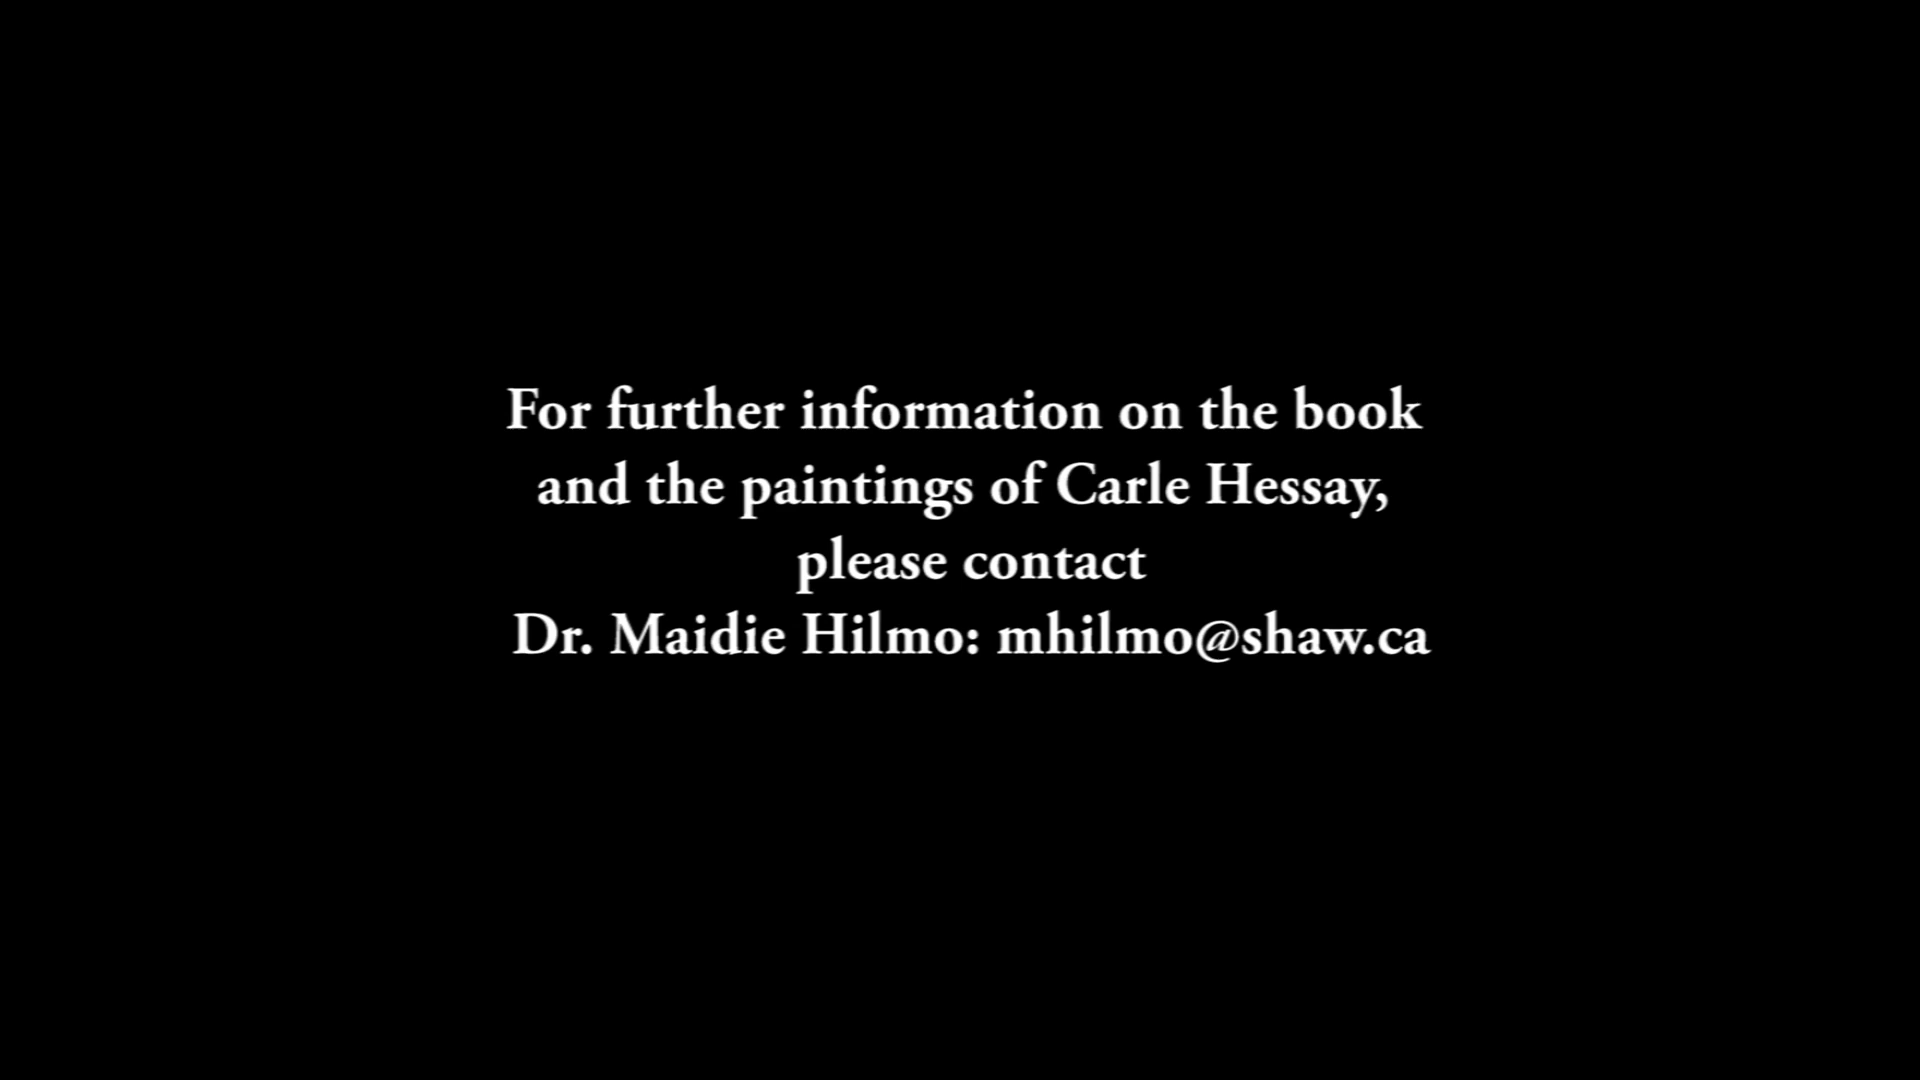 For further information on the book
and the paintings of Carle Hessay,
please contact
Dr. Maidie Hilmo: mhilmo@shaw.ca